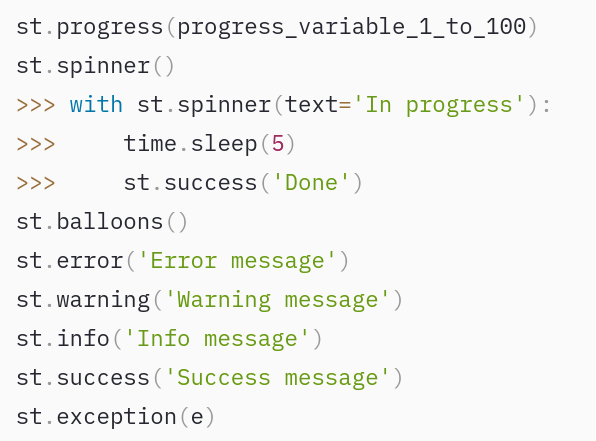 st.progress(progress_variable_1_to_100)
st.spinner()
>>> with st.spinner(text='In progress'):
>>>     time.sleep(5)
>>>     st.success('Done')
st.balloons()
st.error('Error message')
st.warning('Warning message')
st.info('Info message')
st.success('Success message')
st.exception(e)